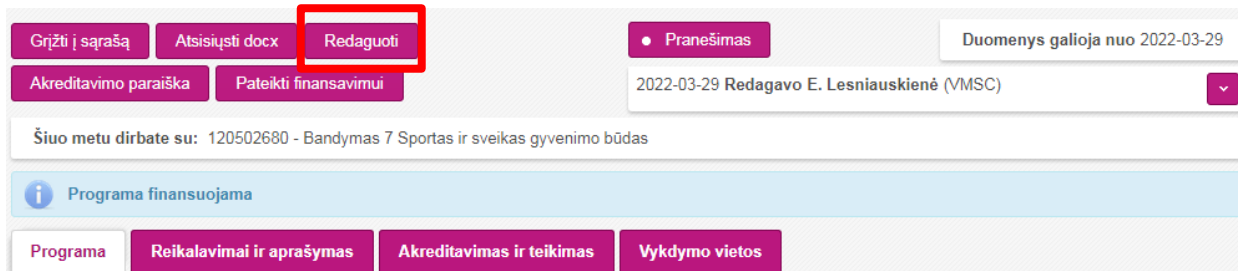 Grįžti į sąrašą Atsisiųsti docx Redaguoti Pranešimas Duomenys galioja nuo 2022-03-29
Akreditavimo paraiška Pateikti finansavimui 2022-03-29 Redagavo E. Lesniauskienė (VMSC)
Šiuo metu dirbate su: 120502680 - Bandymas 7 Sportas ir sveikas gyvenimo būdas
Programa finansuojama
Programa Reikalavimai ir aprašymas Akreditavimas ir teikimas Vykdymo vietos